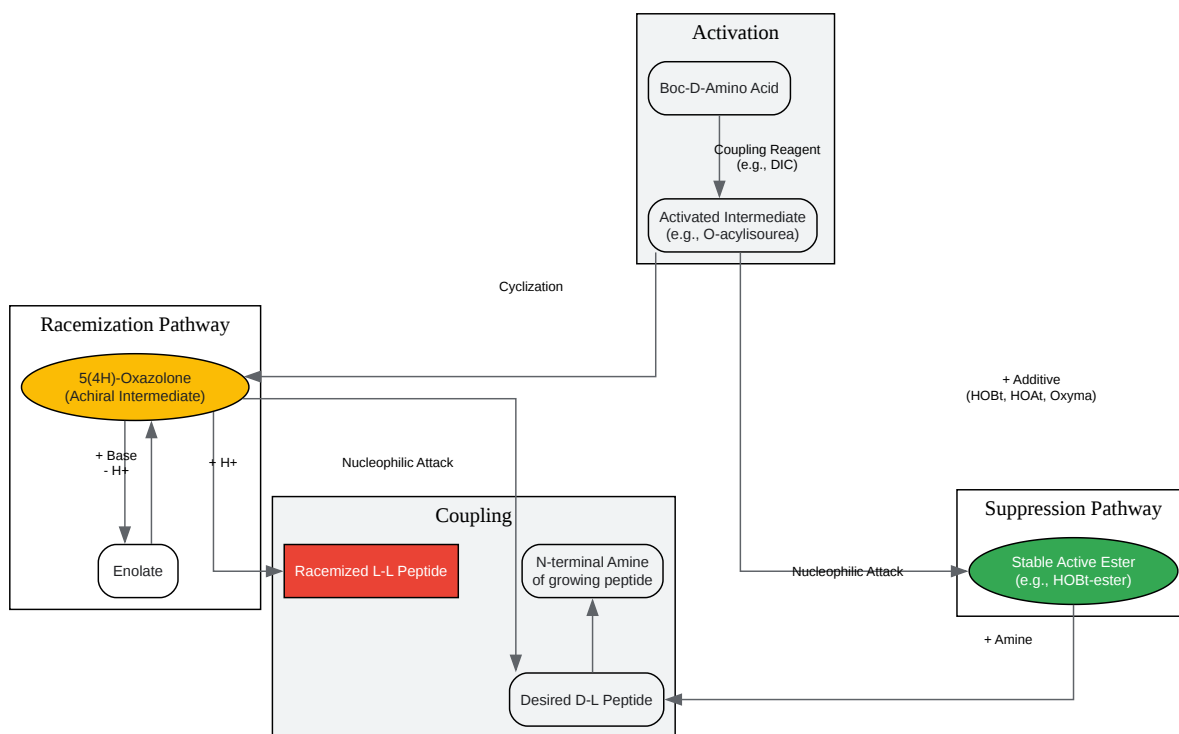 Activation
Boc-D-Amino Acid
Coupling Reagent
(e.g., DIC)
Activated Intermediate
(e.g., O-acylisourea)
Cyclization
Racemization Pathway
5(4H)-Oxazolone
(Achiral Intermediate)
+ Additive
(HOBt, HOAt, Oxyma)
+ Base
- H+
+ H+
Nucleophilic Attack
Coupling
Suppression Pathway
Enolate
Racemized L-L Peptide
N-terminal Amine
of growing peptide
Nucleophilic Attack
Stable Active Ester
(e.g., HOBt-ester)
+ Amine
Desired D-L Peptide